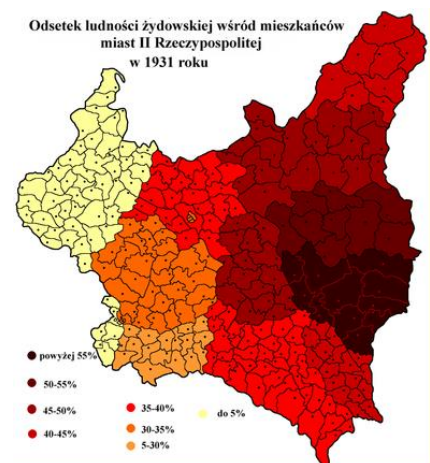 Odsetek ludności żydowskiej wśród mieszkańców
miast II Rzeczypospolitej
w 1931 roku
powyżej 55%
50-55%
45-50%
40-45%
35-40%
30-35%
5-30%
do 5%